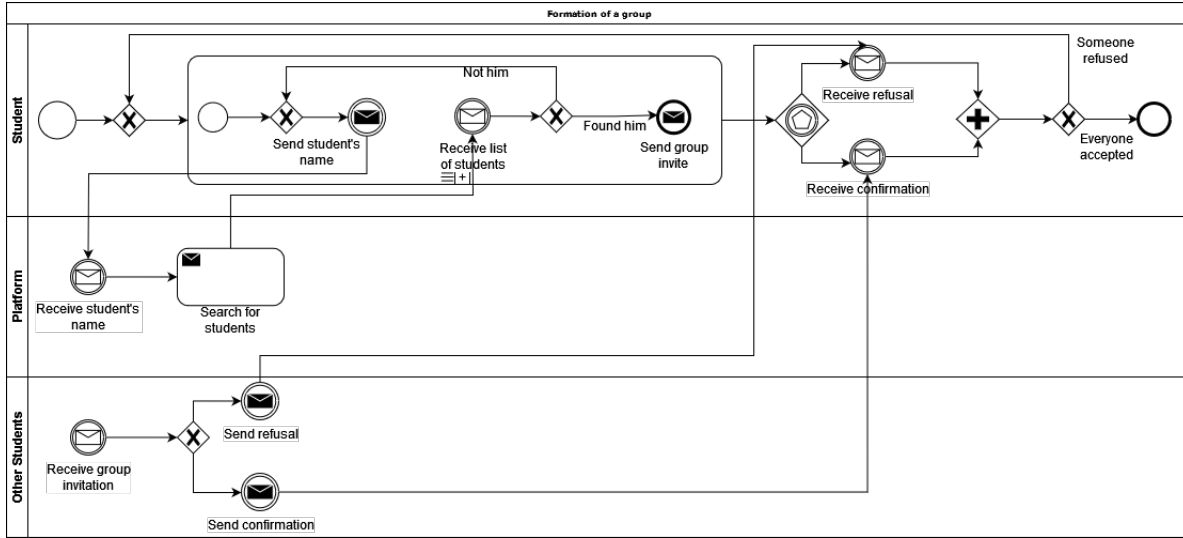 Formation of a group
Student
Someone
refused
Not him
Receive refusal
Found him
Send student's
name
Receive list
of students
Send group
invite
Everyone
accepted
Receive confirmation
Platform
Receive student's
name
Search for
students
Other Students
Send refusal
Receive group
invitation
Send confirmation